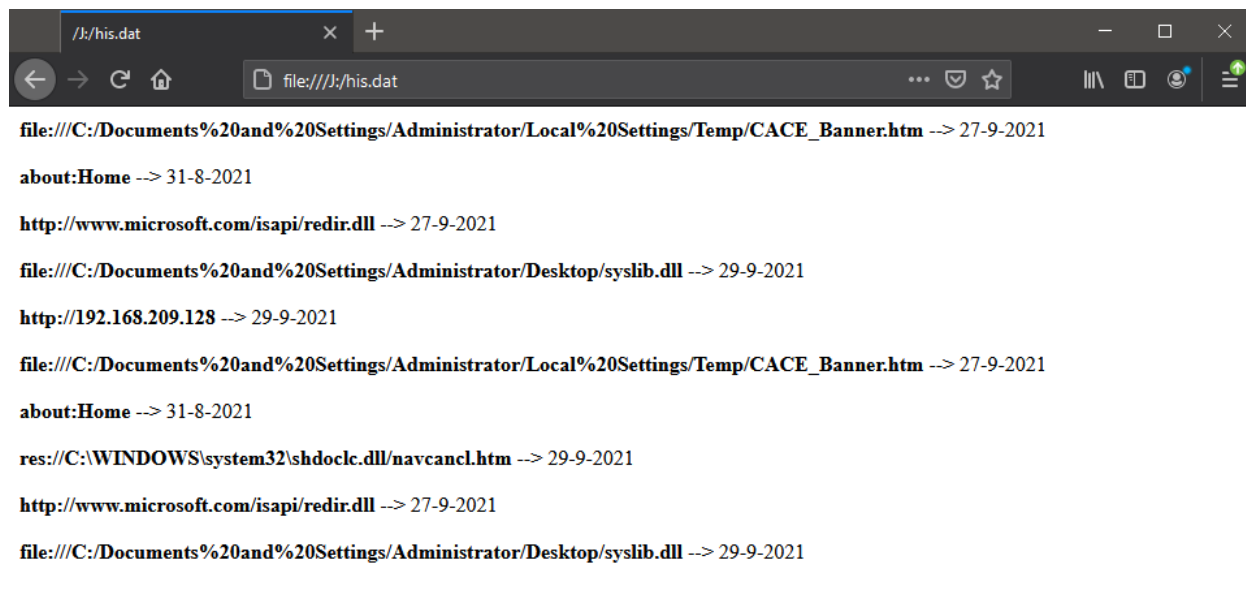 /J:/his.dat
file:///J:/his.dat
file:///C:/Documents%20and%20Settings/Administrator/Local%20Settings/Temp/CACE_Banner.htm --> 27-9-2021
about:Home --> 31-8-2021
http://www.microsoft.com/isapi/redir.dll --> 27-9-2021
file:///C:/Documents%20and%20Settings/Administrator/Desktop/syslib.dll --> 29-9-2021
http://192.168.209.128 --> 29-9-2021
file:///C:/Documents%20and%20Settings/Administrator/Local%20Settings/Temp/CACE_Banner.htm --> 27-9-2021
about:Home --> 31-8-2021
res://C:\WINDOWS\system32\shdoclc.dll/navcancl.htm --> 29-9-2021
http://www.microsoft.com/isapi/redir.dll --> 27-9-2021
file:///C:/Documents%20and%20Settings/Administrator/Desktop/syslib.dll --> 29-9-2021